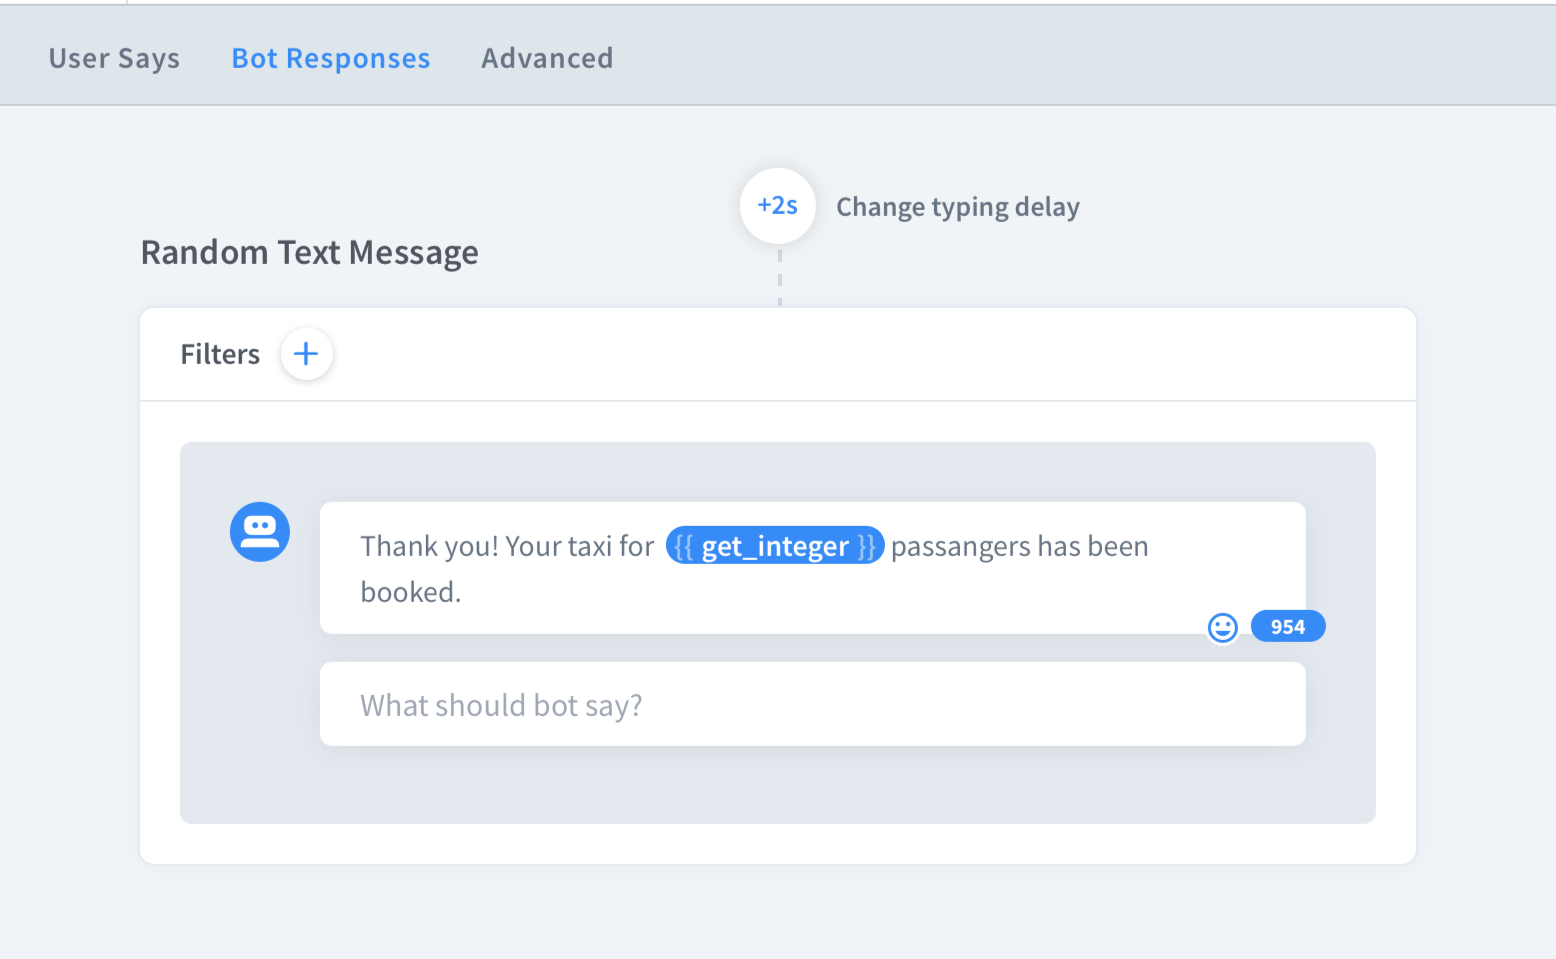 User Says Bot Responses Advanced
+2s Change typing delay
Random Text Message
Filters +
Thank you! Your taxi for {{ get_integer }} passangers has been
booked.
954
What should bot say?